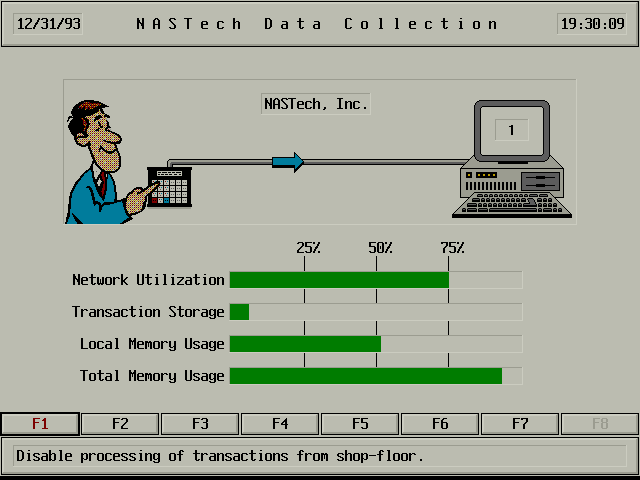 12/31/93 NASTech Data Collection 19:30:09
NASTech, Inc.
1
25% 50% 75%
Network Utilization
Transaction Storage
Local Memory Usage
Total Memory Usage
F1 F2 F3 F4 F5 F6 F7 F8
Disable processing of transactions from shop-floor.